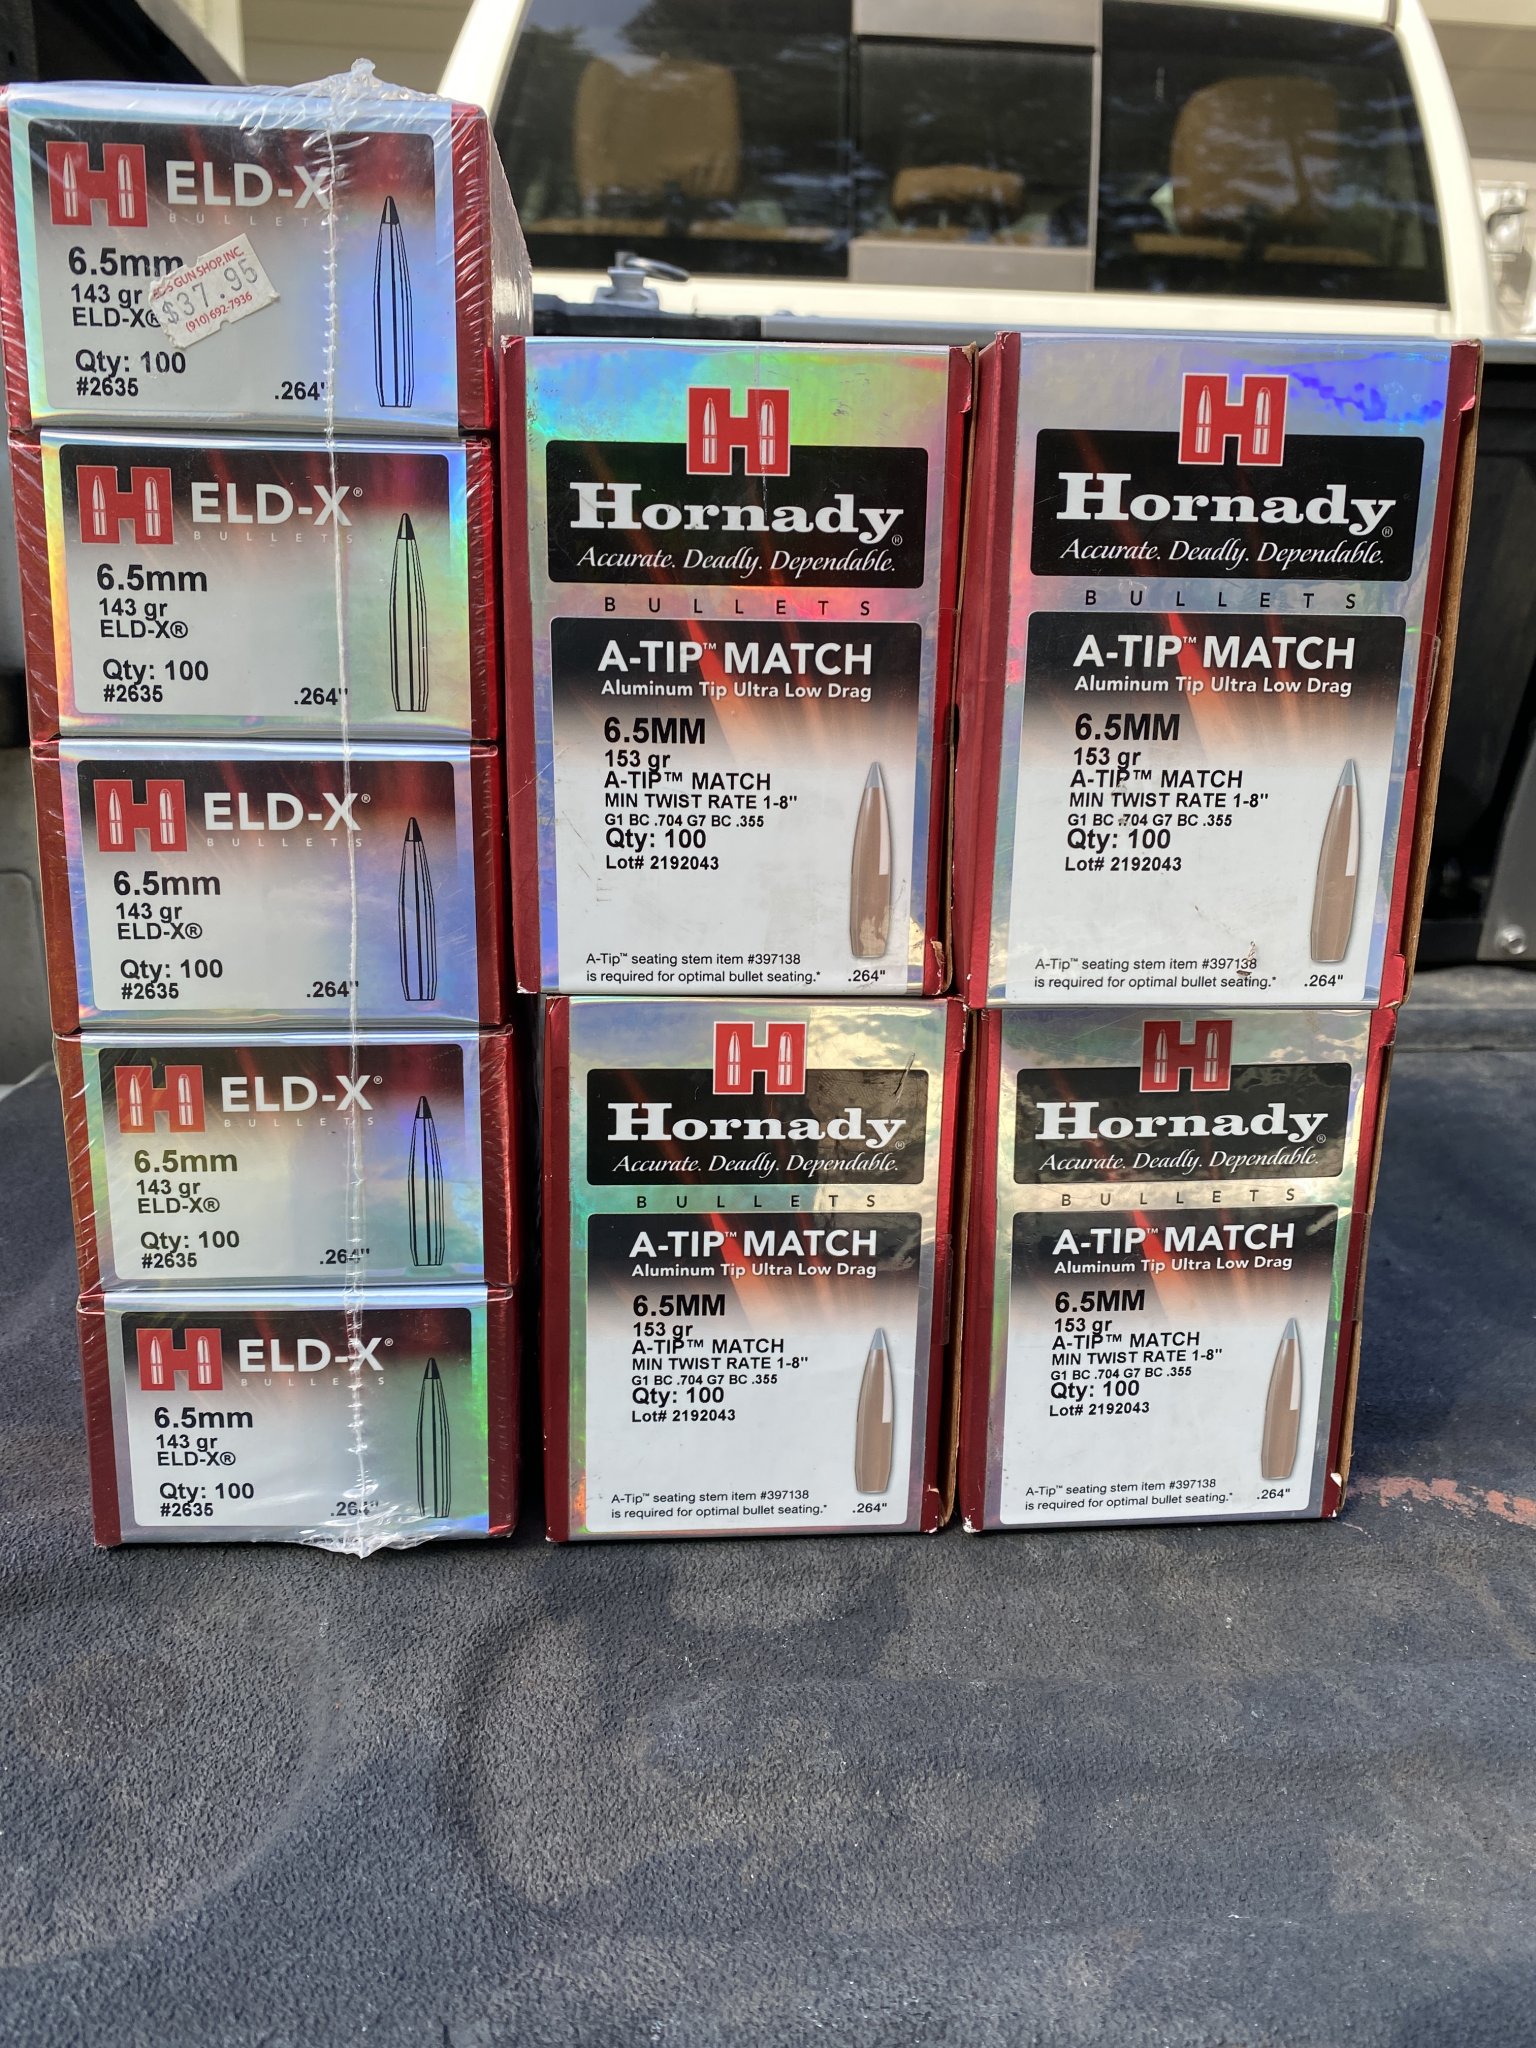 ELD-X
BULLETS
6.5mm
143 gr
ELD-X®
GUN SHOP, INC.
$37.95
(910) 692-7936
Qty: 100
#2635
.264"
ELD-X®
BULLETS
6.5mm
143 gr
ELD-X®
Qty: 100
#2635
.264"
ELD-X®
BULLETS
6.5mm
143 gr
ELD-X®
Qty: 100
#2635
.264"
ELD-X®
BULLETS
6.5mm
143 gr
ELD-X®
Qty: 100
#2635
.264"
ELD-X®
BULLETS
6.5mm
143 gr
ELD-X®
Qty: 100
#2635
.264"
Hornady®
Accurate. Deadly. Dependable.
BULLETS
A-TIP™ MATCH
Aluminum Tip Ultra Low Drag
6.5MM
153 gr
A-TIP™ MATCH
MIN TWIST RATE 1-8"
G1 BC .704 G7 BC .355
Qty: 100
Lot# 2192043
A-Tip™ seating stem item #397138
is required for optimal bullet seating.*
.264"
Hornady®
Accurate. Deadly. Dependable.
BULLETS
A-TIP™ MATCH
Aluminum Tip Ultra Low Drag
6.5MM
153 gr
A-TIP™ MATCH
MIN TWIST RATE 1-8"
G1 BC .704 G7 BC .355
Qty: 100
Lot# 2192043
A-Tip™ seating stem item #397138
is required for optimal bullet seating.*
.264"
Hornady®
Accurate. Deadly. Dependable.
BULLETS
A-TIP™ MATCH
Aluminum Tip Ultra Low Drag
6.5MM
153 gr
A-TIP™ MATCH
MIN TWIST RATE 1-8"
G1 BC .704 G7 BC .355
Qty: 100
Lot# 2192043
A-Tip™ seating stem item #397138
is required for optimal bullet seating.*
.264"
Hornady®
Accurate. Deadly. Dependable.
BULLETS
A-TIP™ MATCH
Aluminum Tip Ultra Low Drag
6.5MM
153 gr
A-TIP™ MATCH
MIN TWIST RATE 1-8"
G1 BC .704 G7 BC .355
Qty: 100
Lot# 2192043
A-Tip™ seating stem item #397138
is required for optimal bullet seating.*
.264"